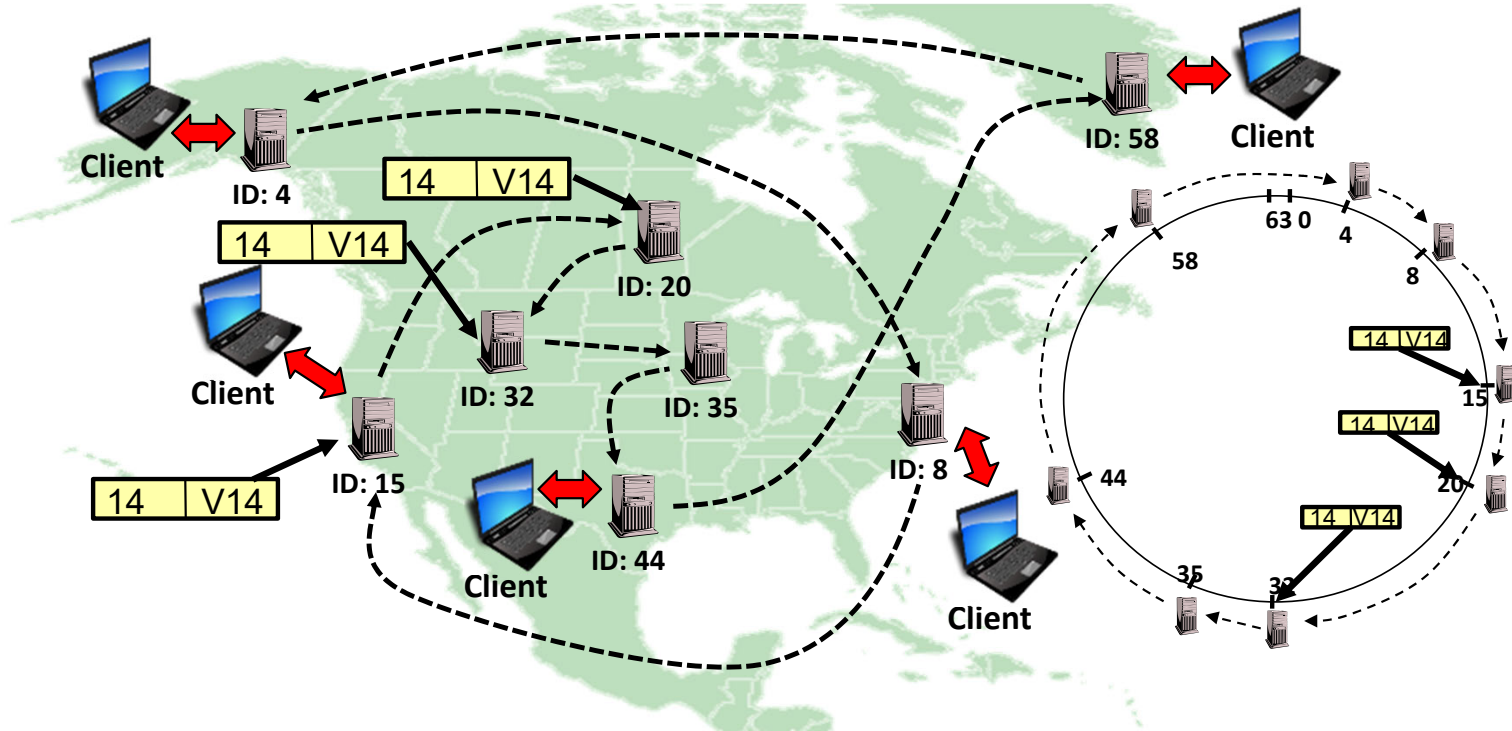 Client
ID: 4
ID: 58
Client
14 V14
14 V14
ID: 20
Client
ID: 32
ID: 35
ID: 15
14 V14
ID: 8
Client
ID: 44
Client
63 0
4
8
58
14 V14
15
14 V14
20
44
14 V14
35